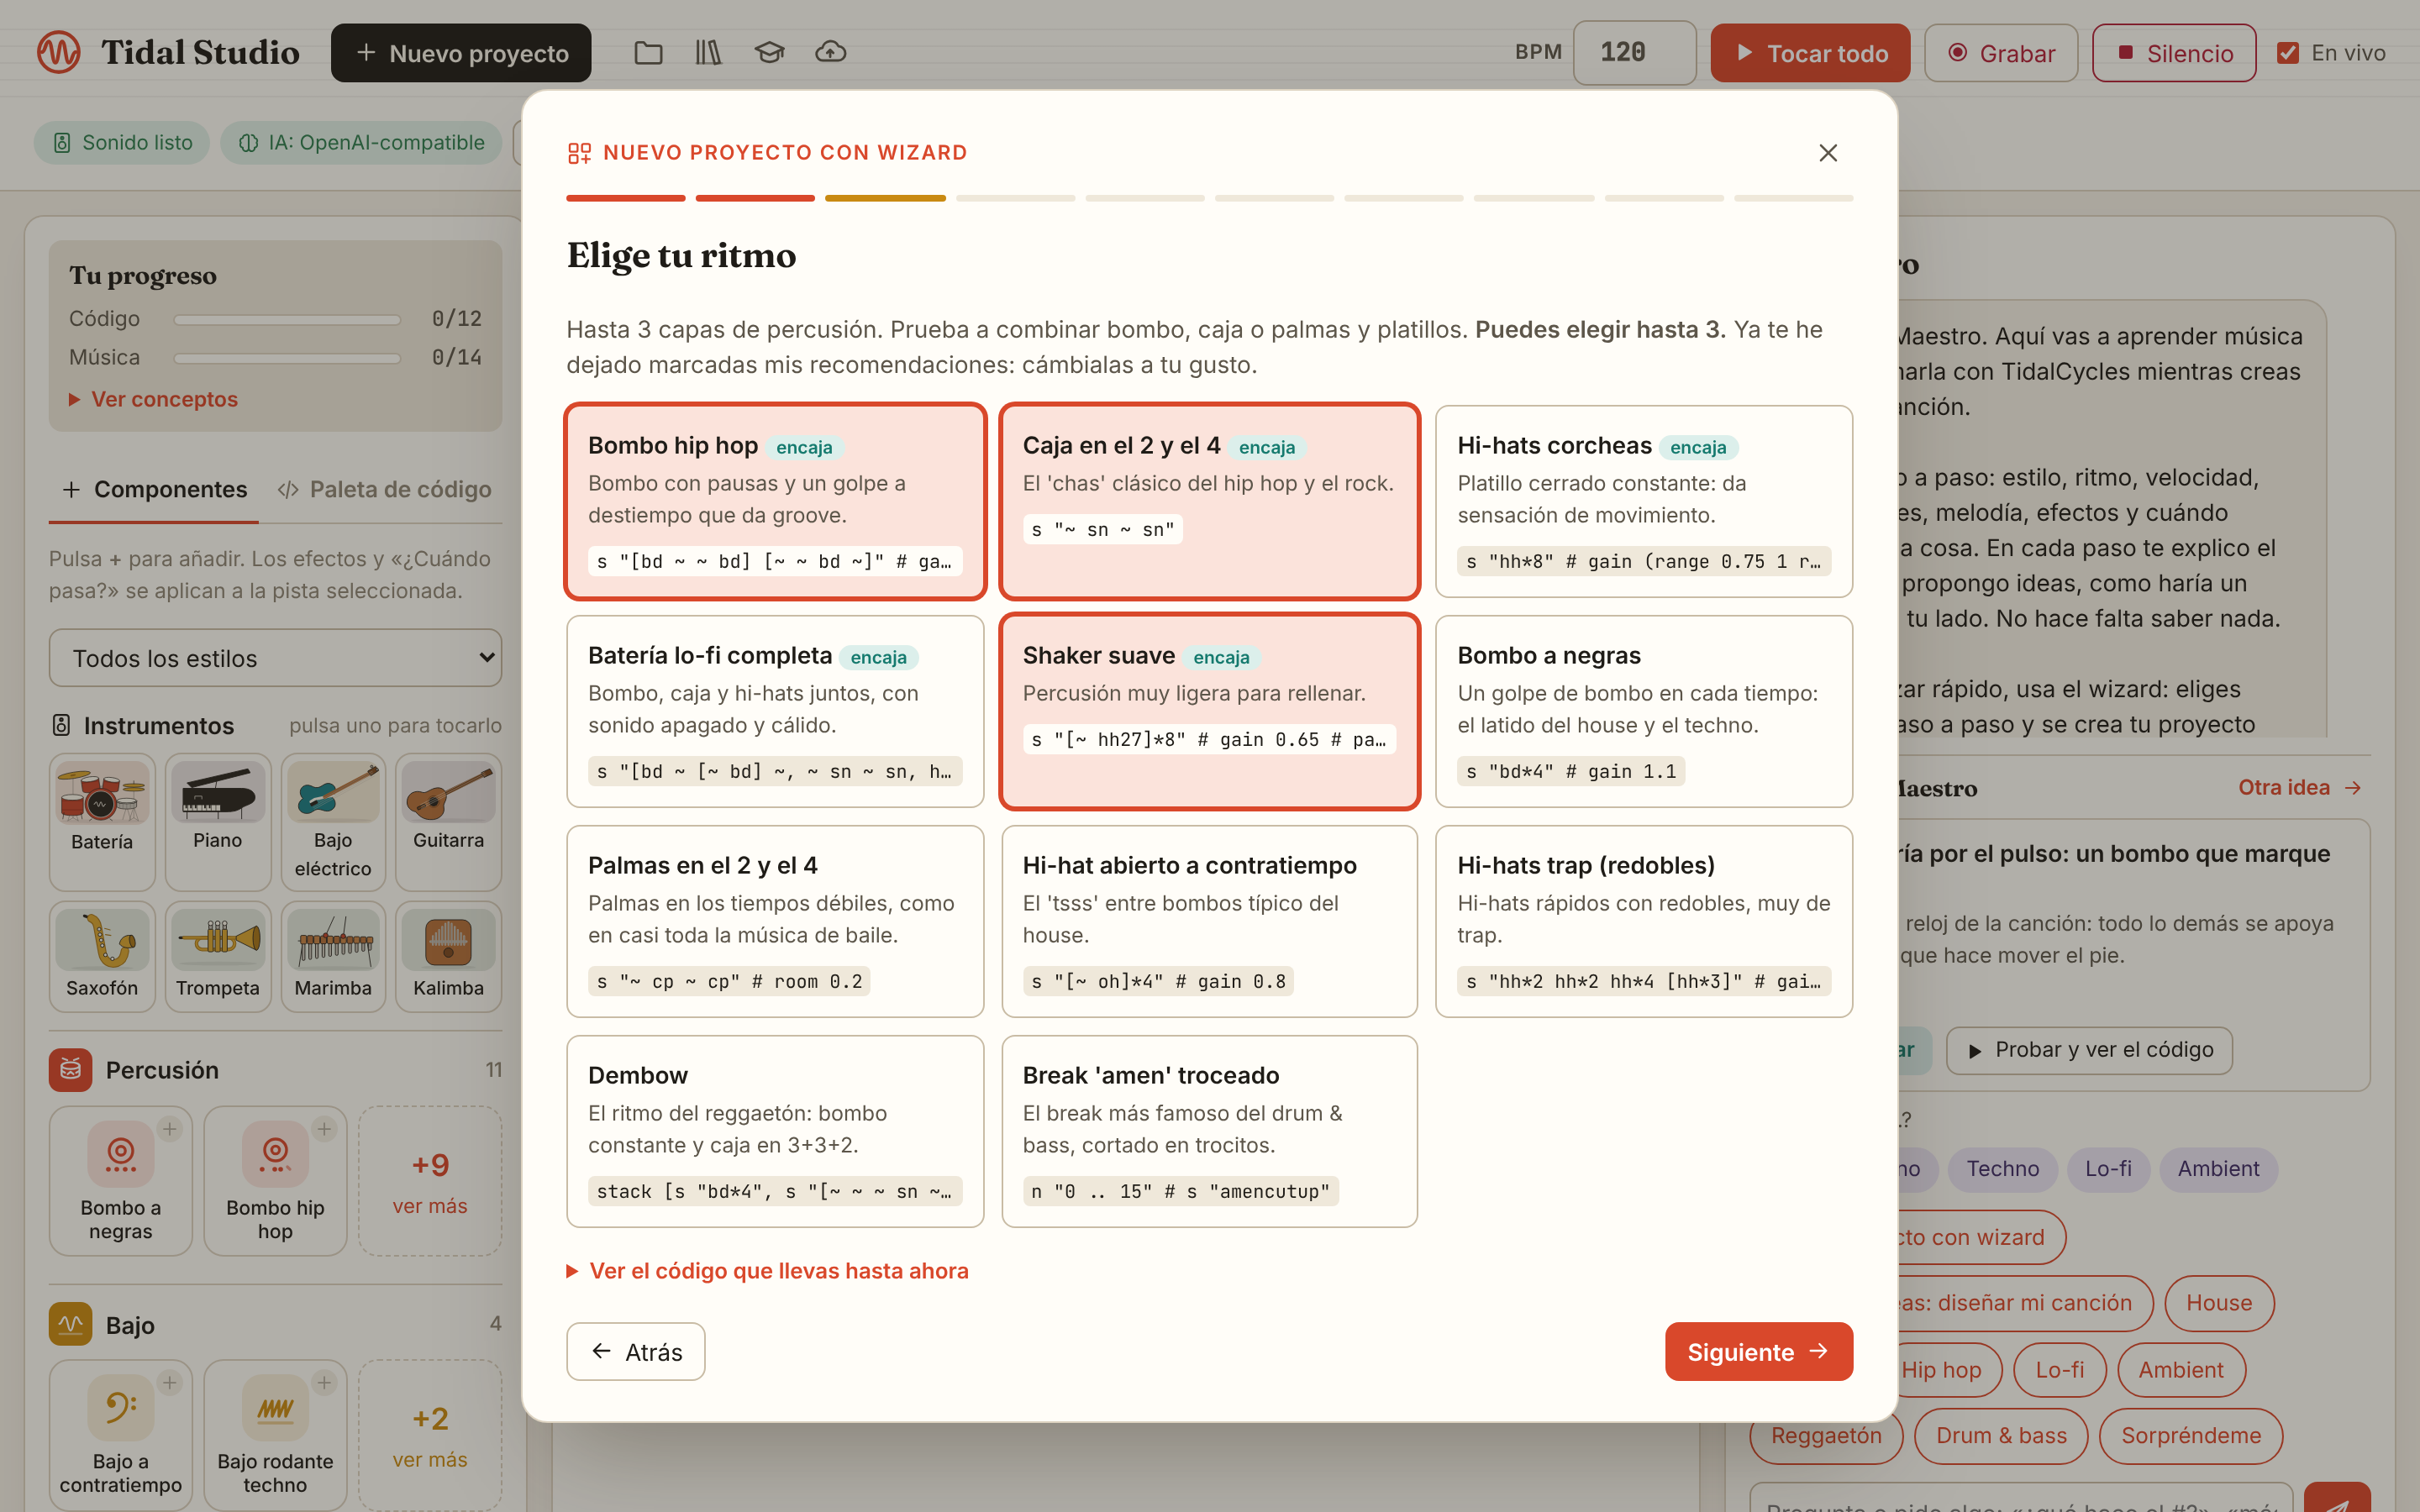 Tidal Studio
+ Nuevo proyecto
BPM
120
Tocar todo
Grabar
Silencio
En vivo
Sonido listo
IA: OpenAI-compatible
Tu progreso
Código 0/12
Música 0/14
Ver conceptos
+ Componentes
</> Paleta de código
Pulsa + para añadir. Los efectos y «¿Cuándo
pasa?» se aplican a la pista seleccionada.
Todos los estilos
Instrumentos pulsa uno para tocarlo
Batería
Piano
Bajo
eléctrico
Guitarra
Saxofón
Trompeta
Marimba
Kalimba
Percusión 11
Bombo a
negras
Bombo hip
hop
+9
ver más
Bajo 4
Bajo a
contratiempo
Bajo rodante
techno
+2
ver más
NUEVO PROYECTO CON WIZARD
Elige tu ritmo
Hasta 3 capas de percusión. Prueba a combinar bombo, caja o palmas y platillos. Puedes elegir hasta 3. Ya te he
dejado marcadas mis recomendaciones: cámbialas a tu gusto.
Bombo hip hop encaja
Bombo con pausas y un golpe a
destiempo que da groove.
s "[bd ~ ~ bd] [~ ~ bd ~]" # ga…
Caja en el 2 y el 4 encaja
El 'chas' clásico del hip hop y el rock.
s "~ sn ~ sn"
Hi-hats corcheas encaja
Platillo cerrado constante: da
sensación de movimiento.
s "hh*8" # gain (range 0.75 1 r…
Batería lo-fi completa encaja
Bombo, caja y hi-hats juntos, con
sonido apagado y cálido.
s "[bd ~ [~ bd] ~, ~ sn ~ sn, h…
Shaker suave encaja
Percusión muy ligera para rellenar.
s "[~ hh27]*8" # gain 0.65 # pa…
Bombo a negras
Un golpe de bombo en cada tiempo:
el latido del house y el techno.
s "bd*4" # gain 1.1
Palmas en el 2 y el 4
Palmas en los tiempos débiles, como
en casi toda la música de baile.
s "~ cp ~ cp" # room 0.2
Hi-hat abierto a contratiempo
El 'tsss' entre bombos típico del
house.
s "[~ oh]*4" # gain 0.8
Hi-hats trap (redobles)
Hi-hats rápidos con redobles, muy de
trap.
s "hh*2 hh*2 hh*4 [hh*3]" # gai…
Dembow
El ritmo del reggaetón: bombo
constante y caja en 3+3+2.
stack [s "bd*4", s "[~ ~ ~ sn ~…
Break 'amen' troceado
El break más famoso del drum &
bass, cortado en trocitos.
n "0 .. 15" # s "amencutup"
Ver el código que llevas hasta ahora
← Atrás
Siguiente →
Maestro. Aquí vas a aprender música
con TidalCycles mientras creas
a paso: estilo, ritmo, velocidad,
melodía, efectos y cuándo
a cosa. En cada paso te explico el
propongo ideas, como haría un
tu lado. No hace falta saber nada.
rápido, usa el wizard: eliges
a paso y se crea tu proyecto
Maestro
Otra idea →
por el pulso: un bombo que marque
reloj de la canción: todo lo demás se apoya
que hace mover el pie.
Probar y ver el código
Techno
Lo-fi
Ambient
con wizard
diseñar mi canción
House
Hip hop
Lo-fi
Ambient
Reggaetón
Drum & bass
Sorpréndeme